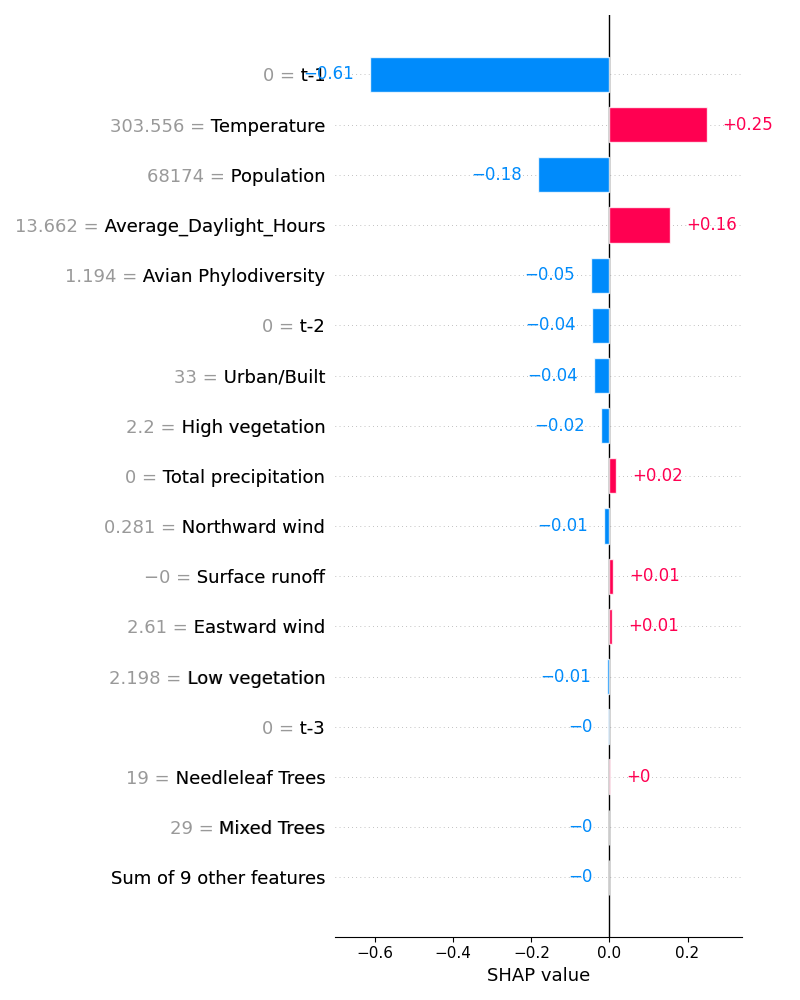 0 = t-1 −0.61
303.556 = Temperature +0.25
68174 = Population −0.18
13.662 = Average_Daylight_Hours +0.16
1.194 = Avian Phylodiversity −0.05
0 = t-2 −0.04
33 = Urban/Built −0.04
2.2 = High vegetation −0.02
0 = Total precipitation +0.02
0.281 = Northward wind −0.01
−0 = Surface runoff +0.01
2.61 = Eastward wind +0.01
2.198 = Low vegetation −0.01
0 = t-3 −0
19 = Needleleaf Trees +0
29 = Mixed Trees −0
Sum of 9 other features −0
−0.6 −0.4 −0.2 0.0 0.2
SHAP value